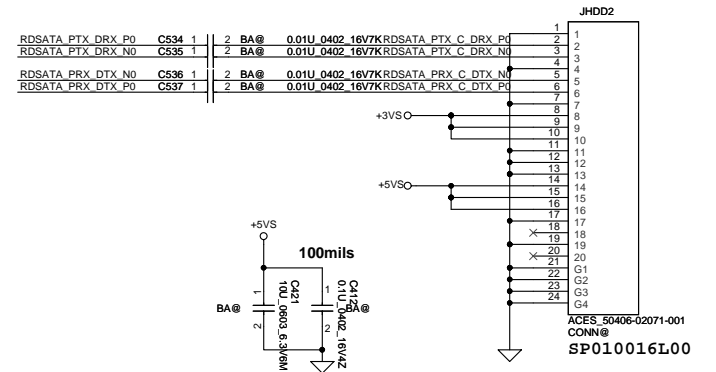 JHDD2
RDSATA_PTX_DRX_P0 C534 1 2 BA@ 0.01U_0402_16V7K RDSATA_PTX_C_DRX_P0
RDSATA_PTX_DRX_N0 C535 1 2 BA@ 0.01U_0402_16V7K RDSATA_PTX_C_DRX_N0
RDSATA_PRX_DTX_N0 C536 1 2 BA@ 0.01U_0402_16V7K RDSATA_PRX_C_DTX_N0
RDSATA_PRX_DTX_P0 C537 1 2 BA@ 0.01U_0402_16V7K RDSATA_PRX_C_DTX_P0
1 1
2 2
3 3
4 4
5 5
6 6
7 7
+3VS 8 8
9 9
10 10
11 11
12 12
13 13
+5VS 14 14
15 15
16 16
17 17
18 18
19 19
20 20
21 G1
22 G2
23 G3
24 G4
+5VS
100mils
BA@ 1 2 C421 10U_0603_6.3V6M
1 2 C412 0.1U_0402_16V4Z BA@
ACES_50406-02071-001
CONN@
SP010016L00